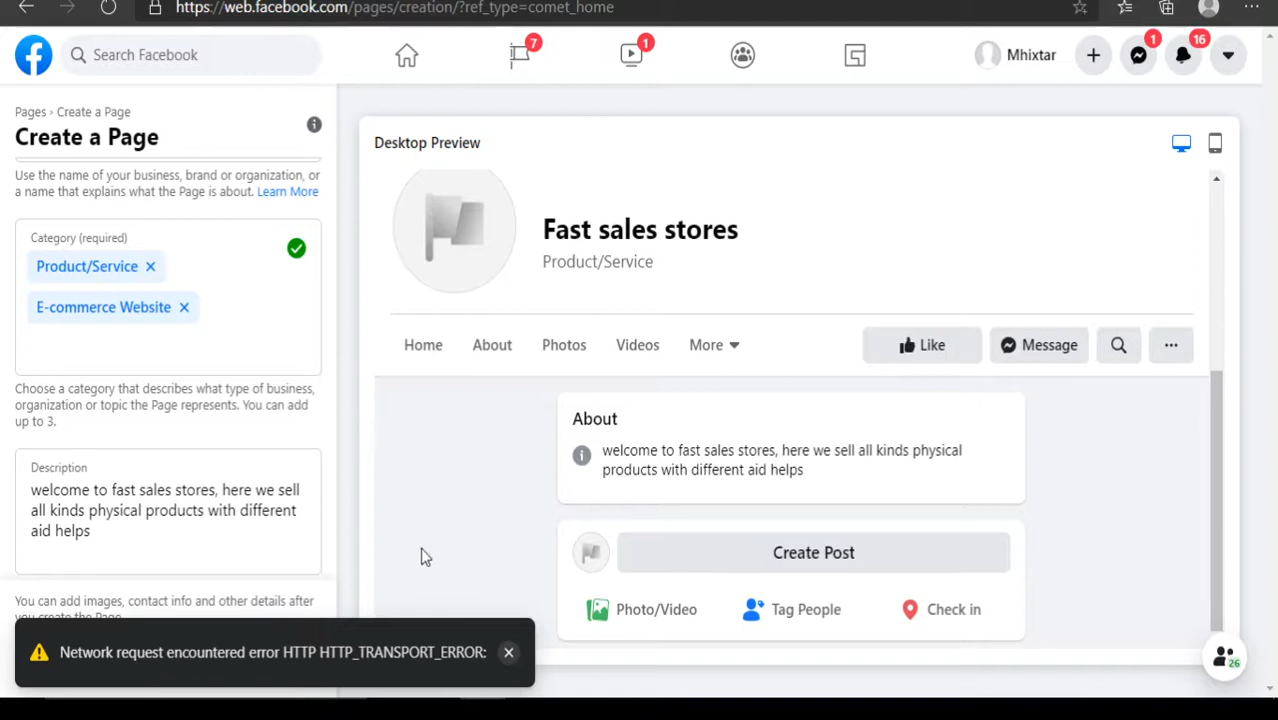 https://web.facebook.com/pages/creation/?ref_type=comet_home
Search Facebook
7
1
Mhixtar
1
16
Pages › Create a Page
Create a Page
Use the name of your business, brand or organization, or
a name that explains what the Page is about. Learn More
Category (required)
Product/Service
E-commerce Website
Choose a category that describes what type of business,
organization or topic the Page represents. You can add
up to 3.
Description
welcome to fast sales stores, here we sell
all kinds physical products with different
aid helps
You can add images, contact info and other details after
you create the Page.
Network request encountered error HTTP HTTP_TRANSPORT_ERROR:
Desktop Preview
Fast sales stores
Product/Service
Home
About
Photos
Videos
More
Like
Message
About
welcome to fast sales stores, here we sell all kinds physical
products with different aid helps
Create Post
Photo/Video
Tag People
Check in
26